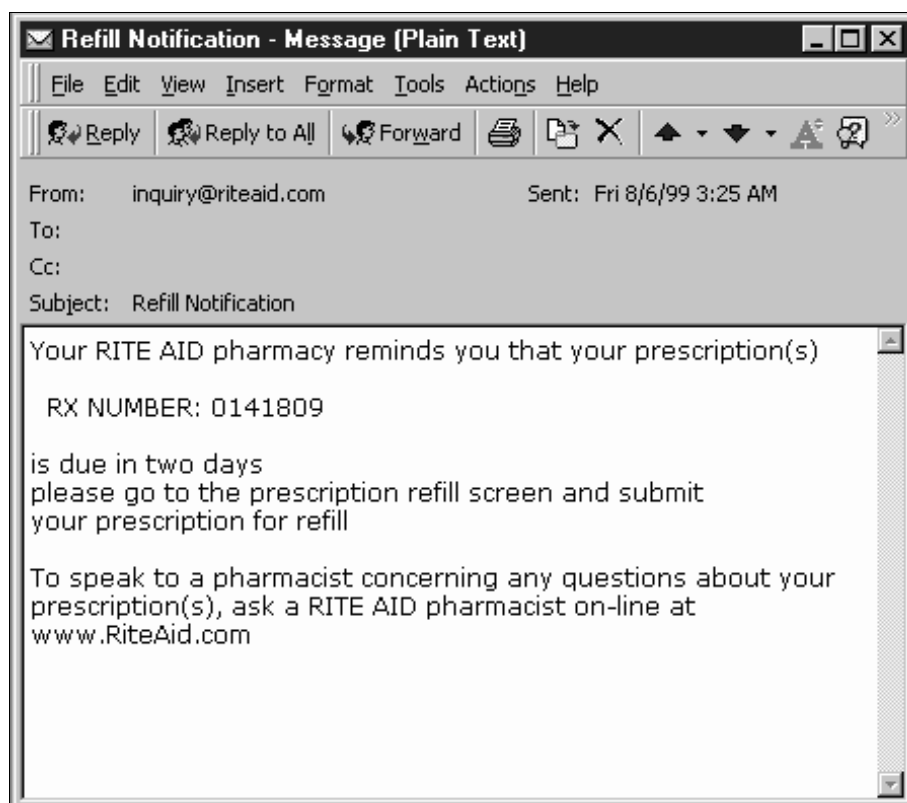 Refill Notification - Message (Plain Text)
File Edit View Insert Format Tools Actions Help
Reply Reply to All Forward A
From: inquiry@riteaid.com Sent: Fri 8/6/99 3:25 AM
To:
Cc:
Subject: Refill Notification
Your RITE AID pharmacy reminds you that your prescription(s)
RX NUMBER: 0141809
is due in two days
please go to the prescription refill screen and submit
your prescription for refill
To speak to a pharmacist concerning any questions about your
prescription(s), ask a RITE AID pharmacist on-line at
www.RiteAid.com